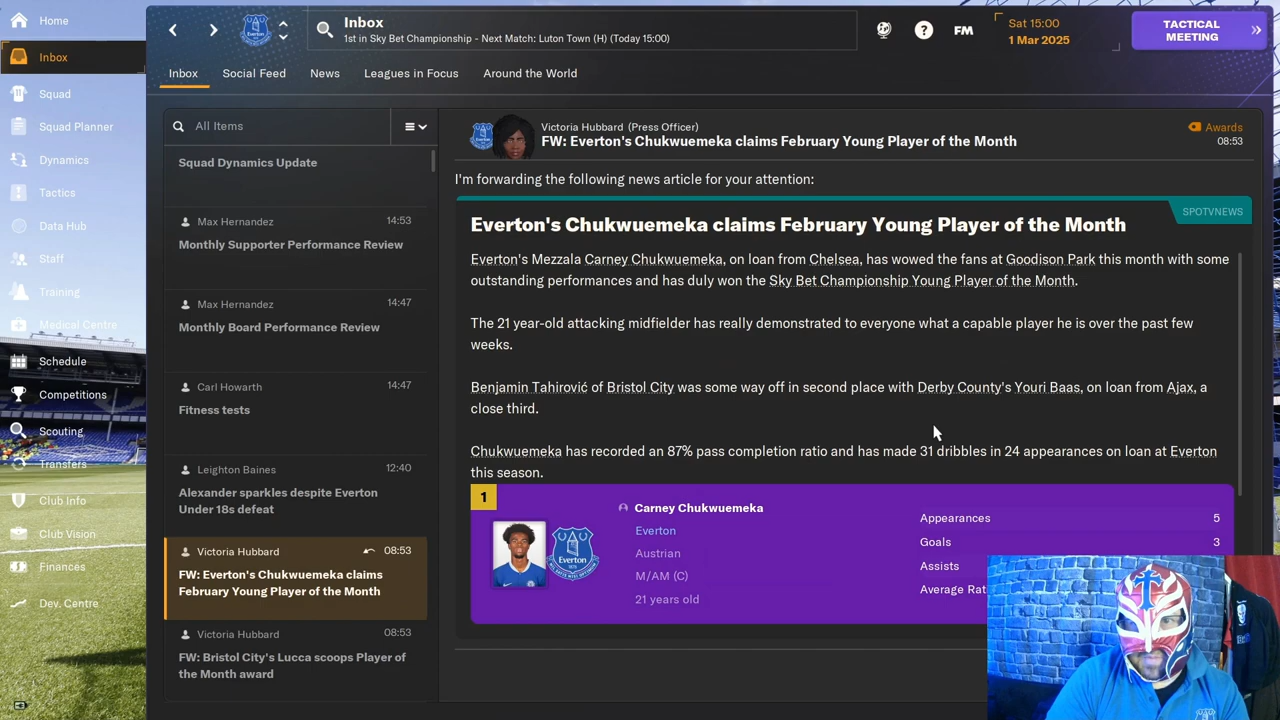 Home
Inbox
Squad
Squad Planner
Dynamics
Tactics
Data Hub
Staff
Training
Medical Centre
Schedule
Competitions
Scouting
Transfers
Club Info
Club Vision
Finances
Dev. Centre
Inbox
1st in Sky Bet Championship - Next Match: Luton Town (H) (Today 15:00)
?
FM
Sat 15:00
1 Mar 2025
TACTICAL
MEETING
Inbox
Social Feed
News
Leagues in Focus
Around the World
All Items
Squad Dynamics Update
Max Hernandez 14:53
Monthly Supporter Performance Review
Max Hernandez 14:47
Monthly Board Performance Review
Carl Howarth 14:47
Fitness tests
Leighton Baines 12:40
Alexander sparkles despite Everton
Under 18s defeat
Victoria Hubbard 08:53
FW: Everton's Chukwuemeka claims
February Young Player of the Month
Victoria Hubbard 08:53
FW: Bristol City's Lucca scoops Player of
the Month award
Victoria Hubbard (Press Officer)
FW: Everton's Chukwuemeka claims February Young Player of the Month
Awards
08:53
I'm forwarding the following news article for your attention:
SPOTVNEWS
Everton's Chukwuemeka claims February Young Player of the Month
Everton's Mezzala Carney Chukwuemeka, on loan from Chelsea, has wowed the fans at Goodison Park this month with some
outstanding performances and has duly won the Sky Bet Championship Young Player of the Month.
The 21 year-old attacking midfielder has really demonstrated to everyone what a capable player he is over the past few
weeks.
Benjamin Tahirović of Bristol City was some way off in second place with Derby County's Youri Baas, on loan from Ajax, a
close third.
Chukwuemeka has recorded an 87% pass completion ratio and has made 31 dribbles in 24 appearances on loan at Everton
this season.
1
Carney Chukwuemeka
Everton
Austrian
M/AM (C)
21 years old
Appearances 5
Goals 3
Assists
Average Rat